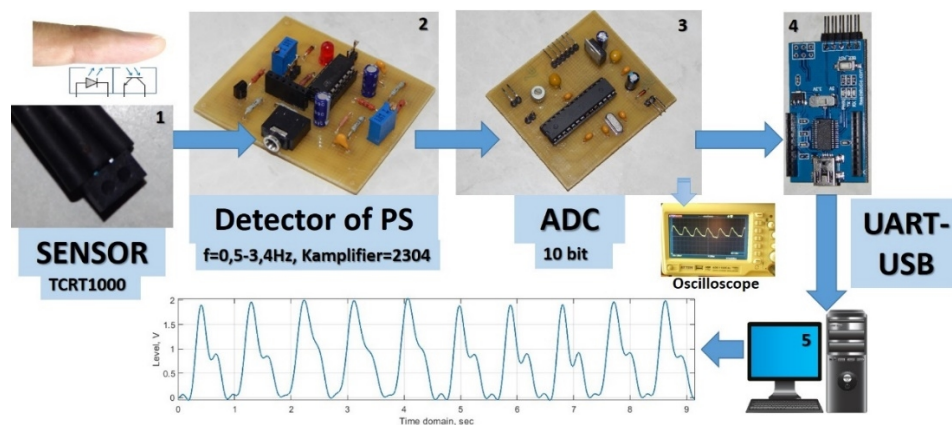 1
SENSOR
TCRT1000
2
Detector of PS
f=0,5-3,4Hz, Kamplifier=2304
3
ADC
10 bit
Oscilloscope
4
UART-
USB
5
Level, V
2
1.5
1
0.5
0
0 1 2 3 4 5 6 7 8 9
Time domain, sec